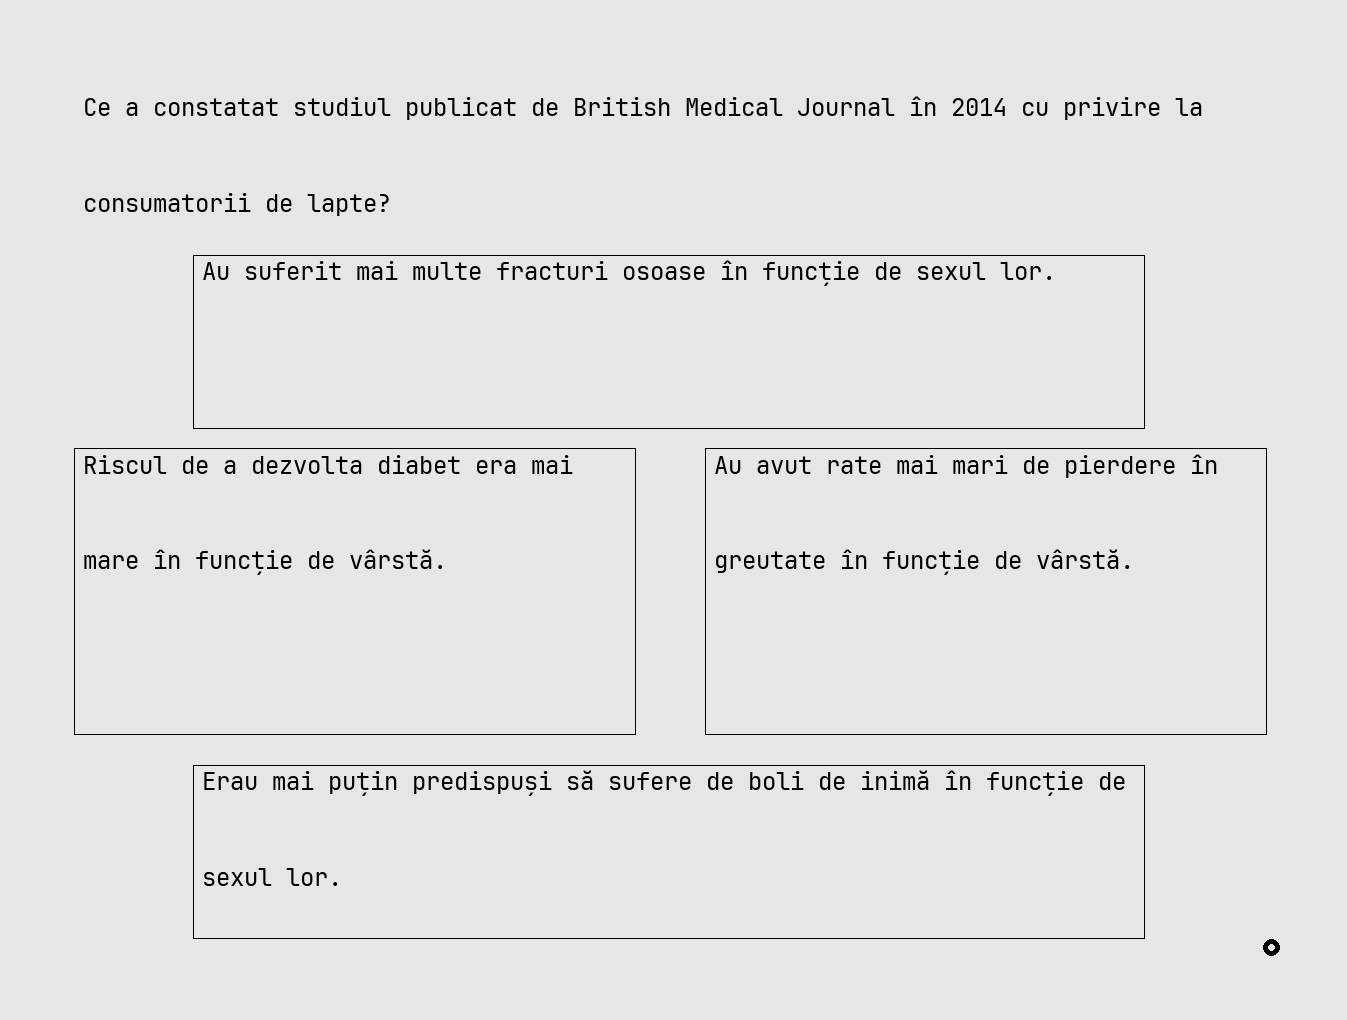 Ce a constatat studiul publicat de British Medical Journal în 2014 cu privire la
consumatorii de lapte?
Au suferit mai multe fracturi osoase în funcție de sexul lor.
Riscul de a dezvolta diabet era mai
mare în funcție de vârstă.
Au avut rate mai mari de pierdere în
greutate în funcție de vârstă.
Erau mai puțin predispuși să sufere de boli de inimă în funcție de
sexul lor.